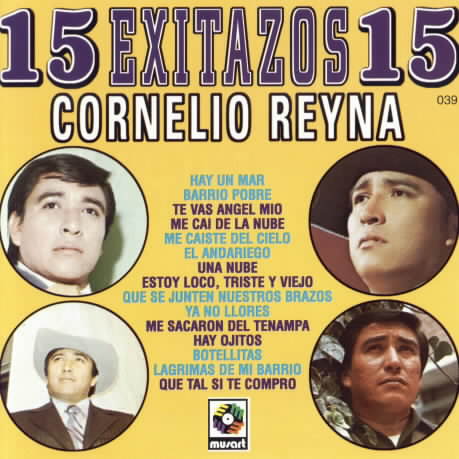 15 EXITAZOS 15
CORNELIO REYNA
039
HAY UN MAR
BARRIO POBRE
TE VAS ANGEL MIO
ME CAI DE LA NUBE
ME CAISTE DEL CIELO
EL ANDARIEGO
UNA NUBE
ESTOY LOCO, TRISTE Y VIEJO
QUE SE JUNTEN NUESTROS BRAZOS
YA NO LLORES
ME SACARON DEL TENAMPA
HAY OJITOS
BOTELLITAS
LAGRIMAS DE MI BARRIO
QUE TAL SI TE COMPRO
musart